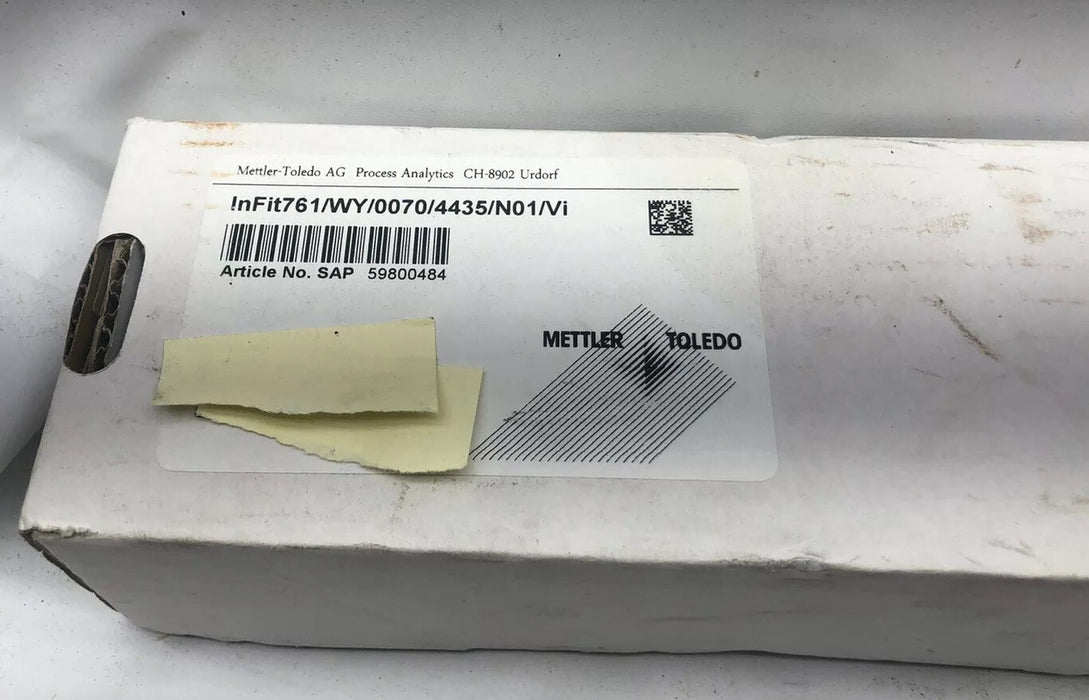 Mettler-Toledo AG Process Analytics CH-8902 Urdorf
!nFit761/WY/0070/4435/N01/Vi
Article No. SAP 59800484
METTLER TOLEDO